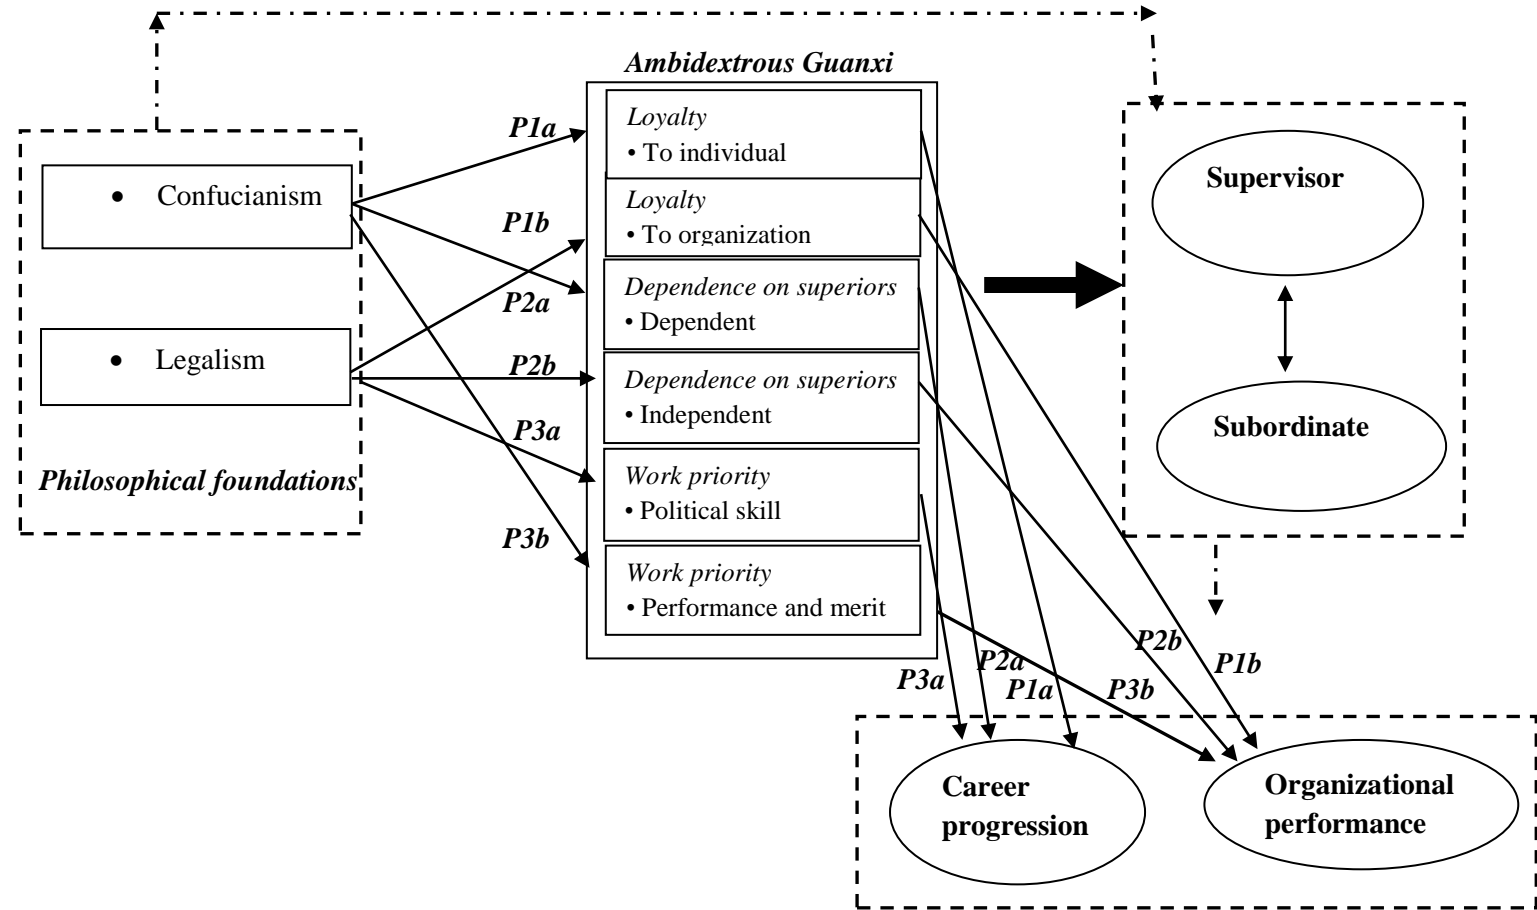 Ambidextrous Guanxi
P1a
Loyalty
• To individual
• Confucianism
Supervisor
P1b
Loyalty
• To organization
P2a
Dependence on superiors
• Dependent
• Legalism
P2b
Dependence on superiors
• Independent
Subordinate
P3a
Philosophical foundations
Work priority
• Political skill
P3b
Work priority
• Performance and merit
P3a
P2a
P1a
P3b
P2b
P1b
Career
progression
Organizational
performance